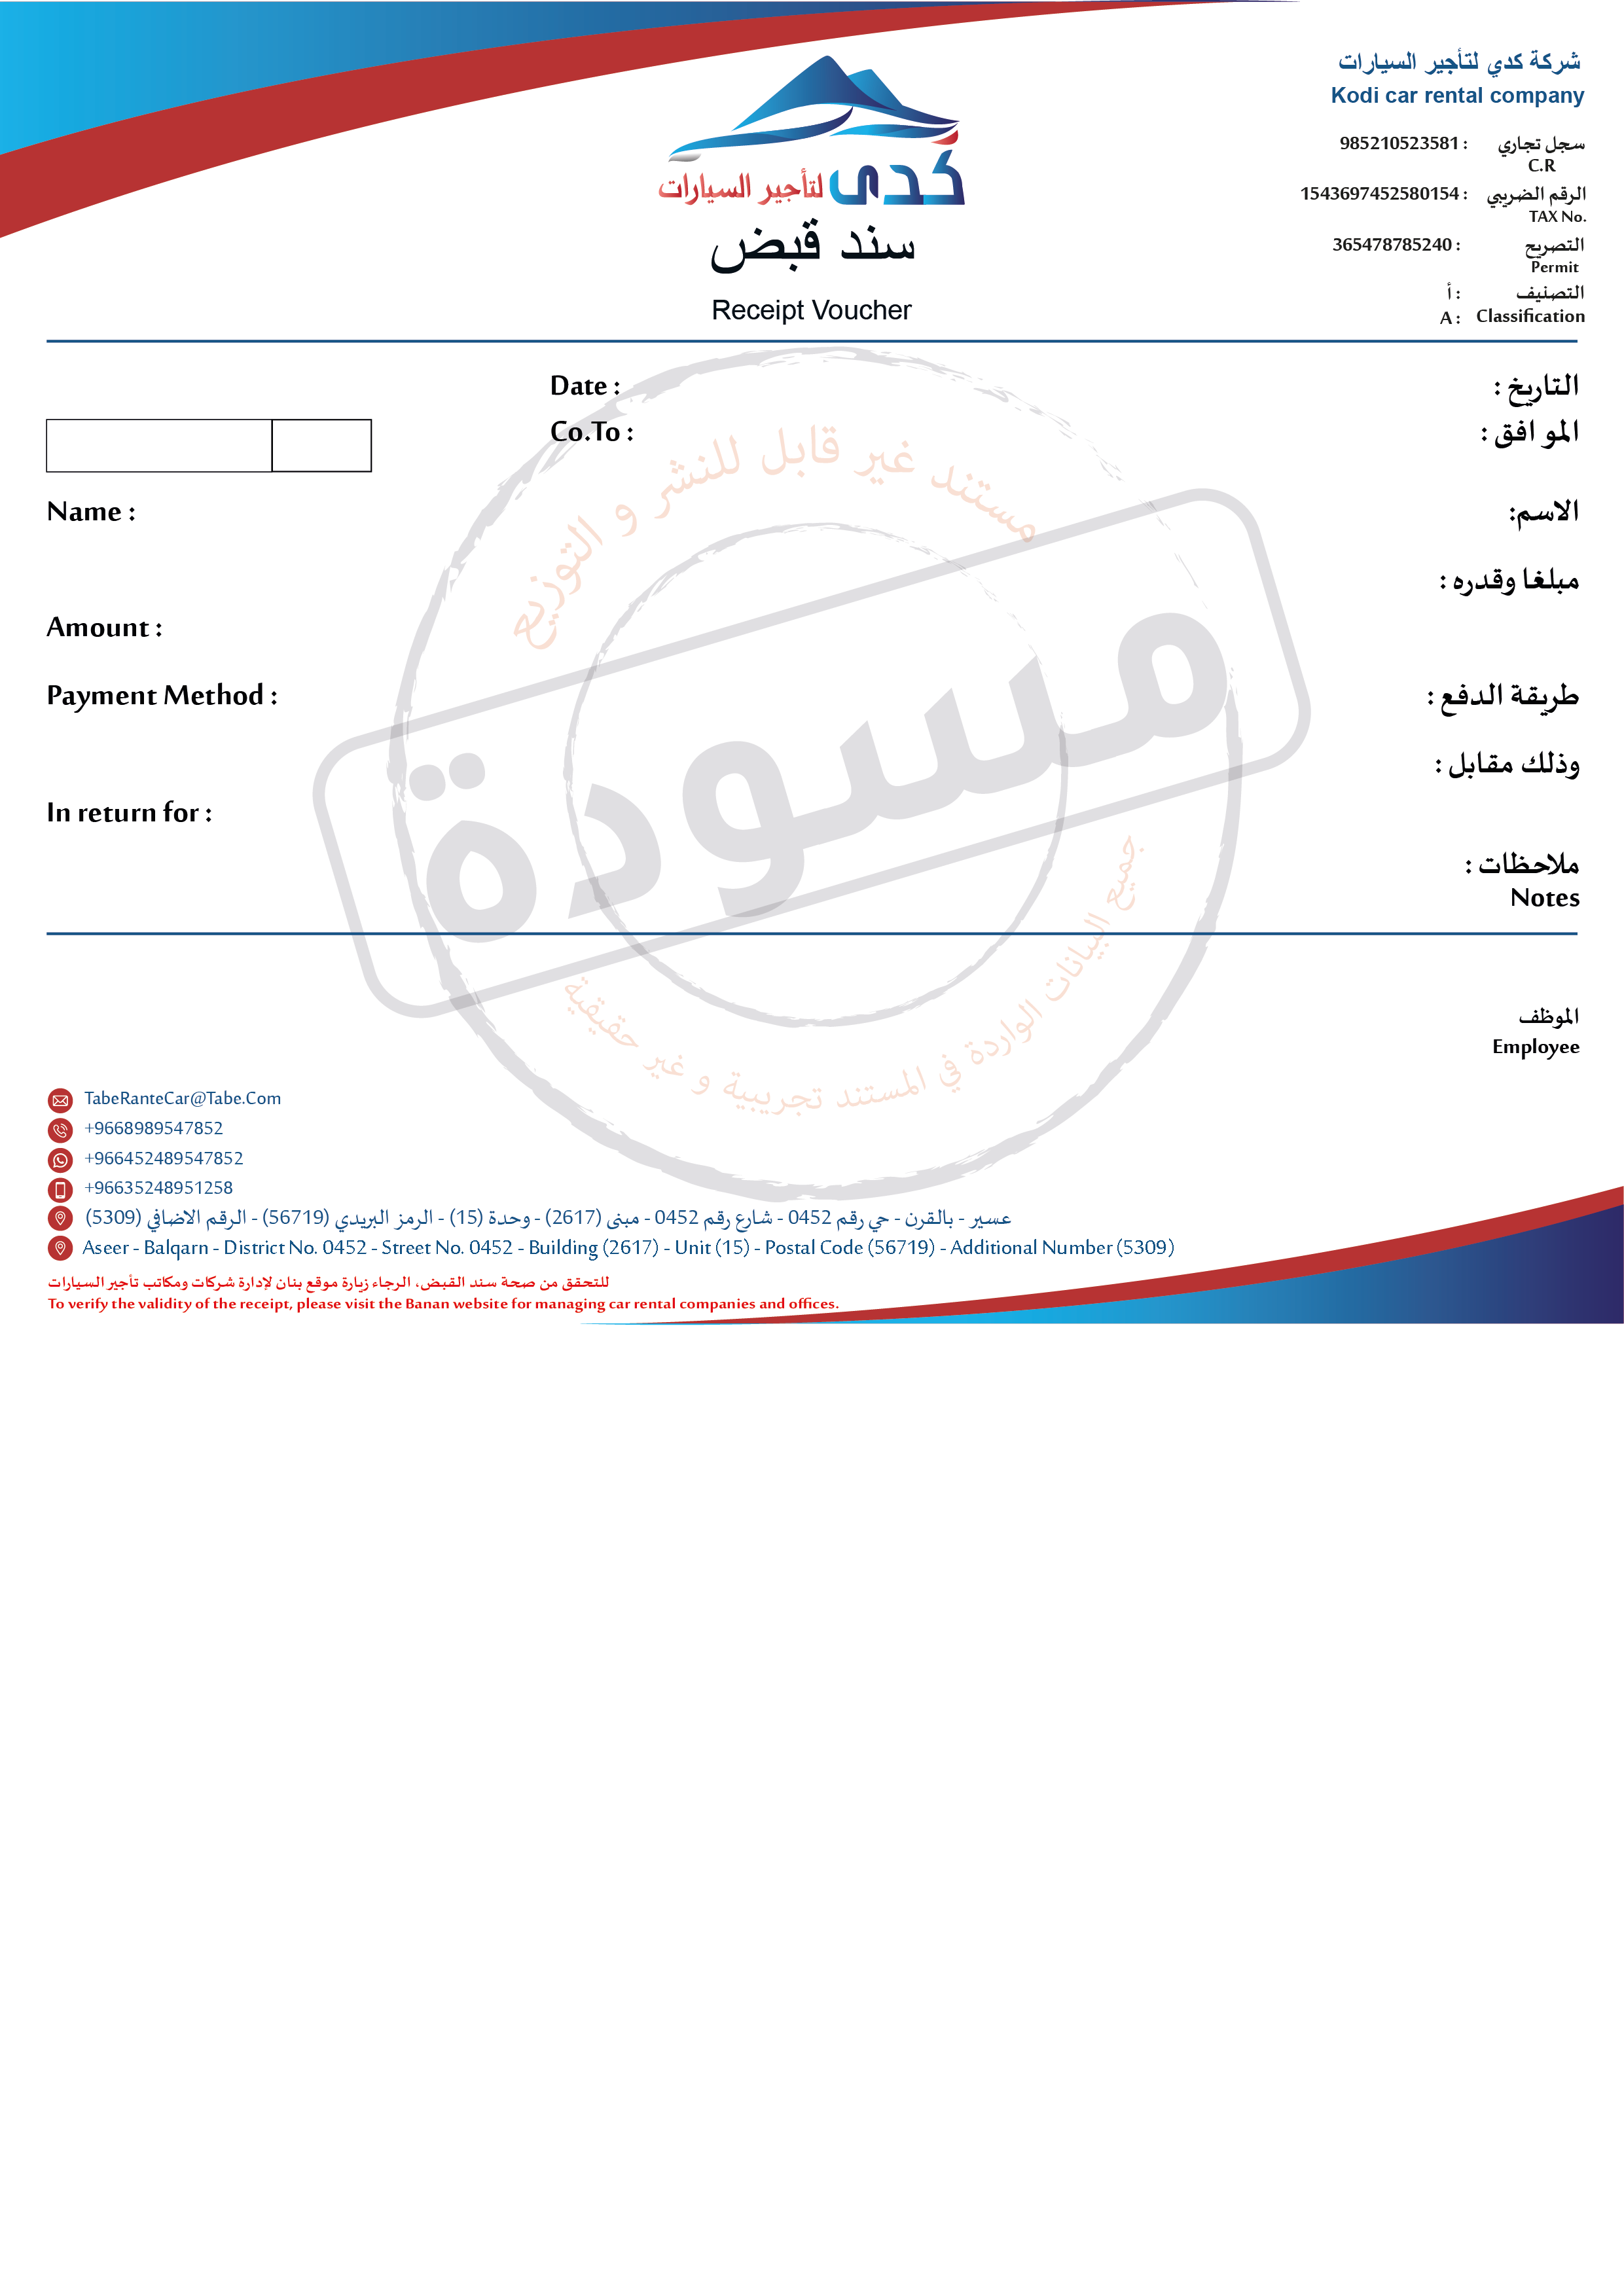 شركة كدي لتأجير السيارات
Kodi car rental company
سجل تجاري : 985210523581
C.R
الرقم الضريبي : 1543697452580154
TAX No.
التصريح : 365478785240
Permit
التصنيف : أ
Classification : A
كدي لتأجير السيارات
سند قبض
Receipt Voucher
التاريخ : Date :
الموافق : Co.To :
الاسم: Name :
مبلغا وقدره :
Amount :
طريقة الدفع : Payment Method :
وذلك مقابل :
In return for :
ملاحظات :
Notes
مستند غير قابل للنشر و التوزيع
مسودة
جميع البيانات الواردة في المستند تجريبية و غير حقيقية
الموظف
Employee
TabeRanteCar@Tabe.Com
+9668989547852
+966452489547852
+96635248951258
عسير - بالقرن - حي رقم 0452 - شارع رقم 0452 - مبنى (2617) - وحدة (15) - الرمز البريدي (56719) - الرقم الاضافي (5309)
Aseer - Balqarn - District No. 0452 - Street No. 0452 - Building (2617) - Unit (15) - Postal Code (56719) - Additional Number (5309)
للتحقق من صحة سند القبض، الرجاء زيارة موقع بنان لإدارة شركات ومكاتب تأجير السيارات
To verify the validity of the receipt, please visit the Banan website for managing car rental companies and offices.